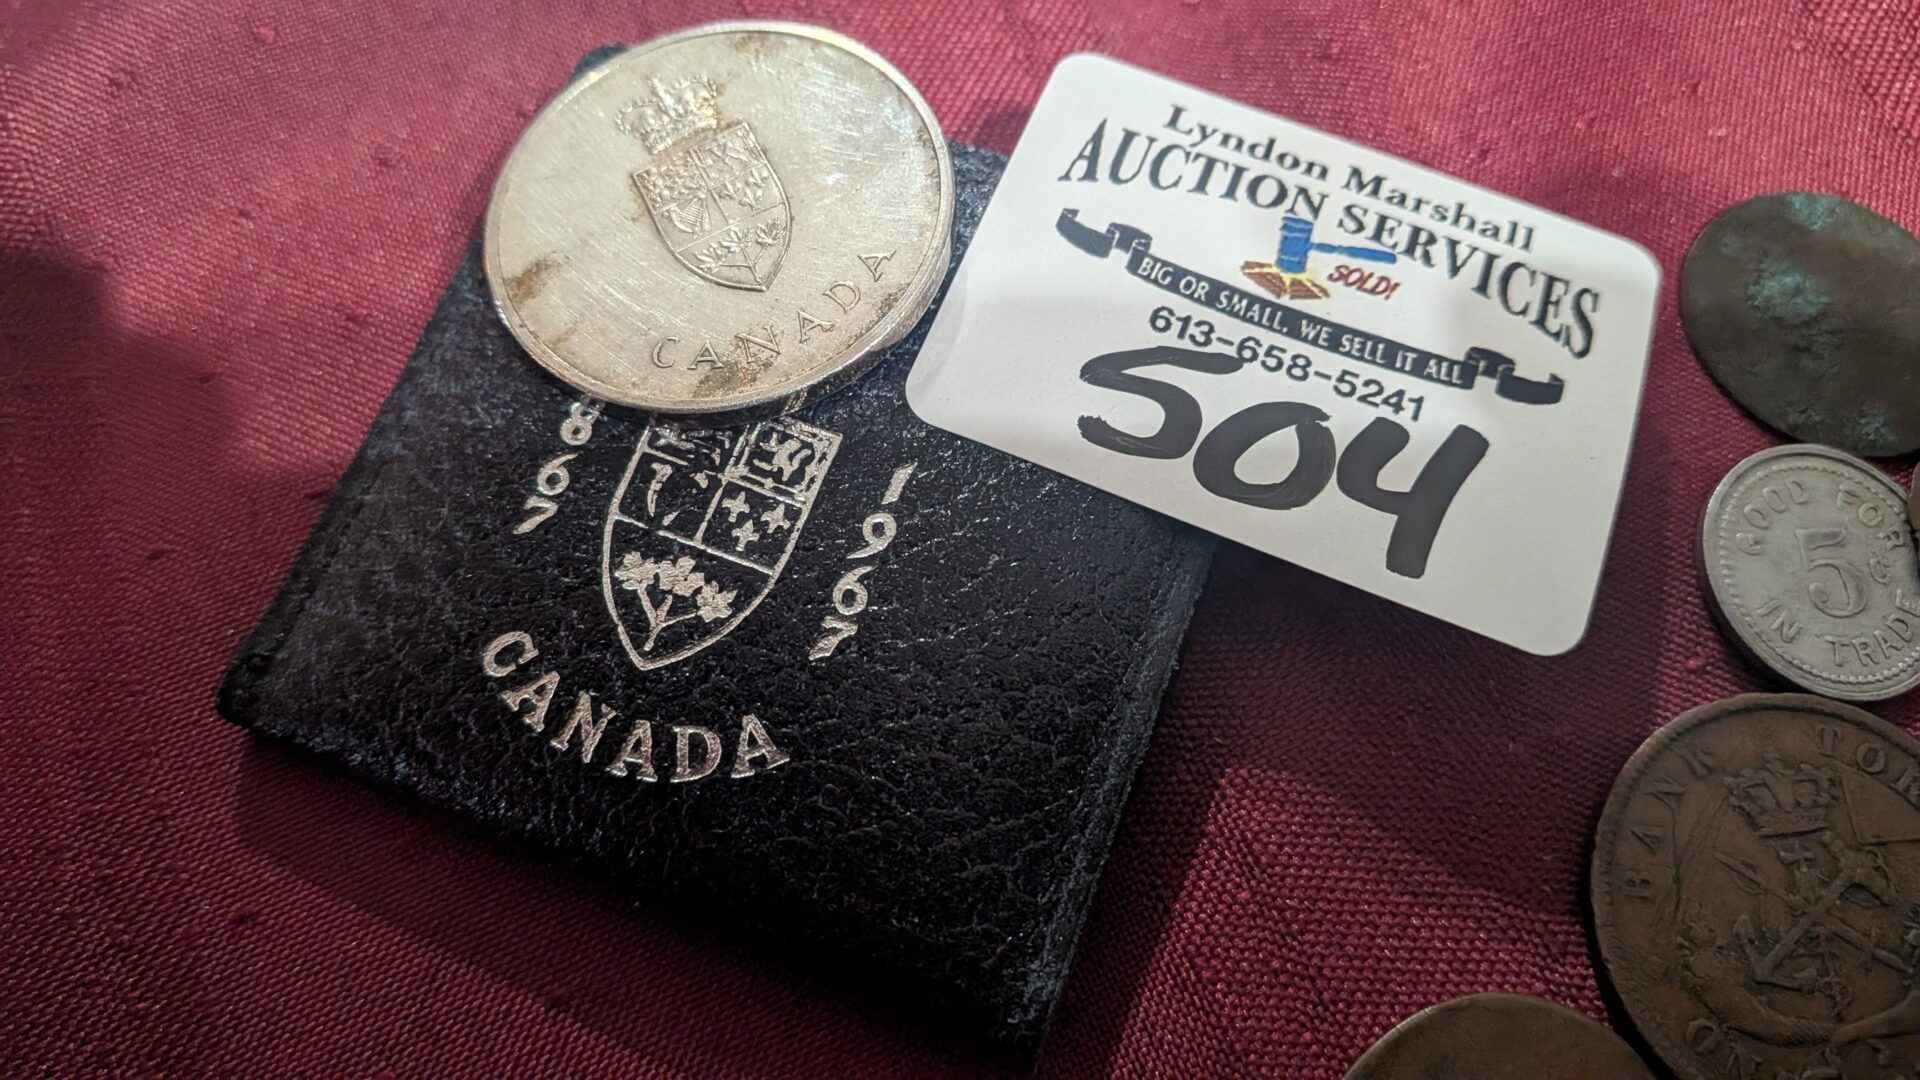 CANADA
867
1967
CANADA
Lyndon Marshall
AUCTION SERVICES
SOLD!
BIG OR SMALL, WE SELL IT ALL
613-658-5241
504
GOOD FOR
5
IN TRADE
BANK